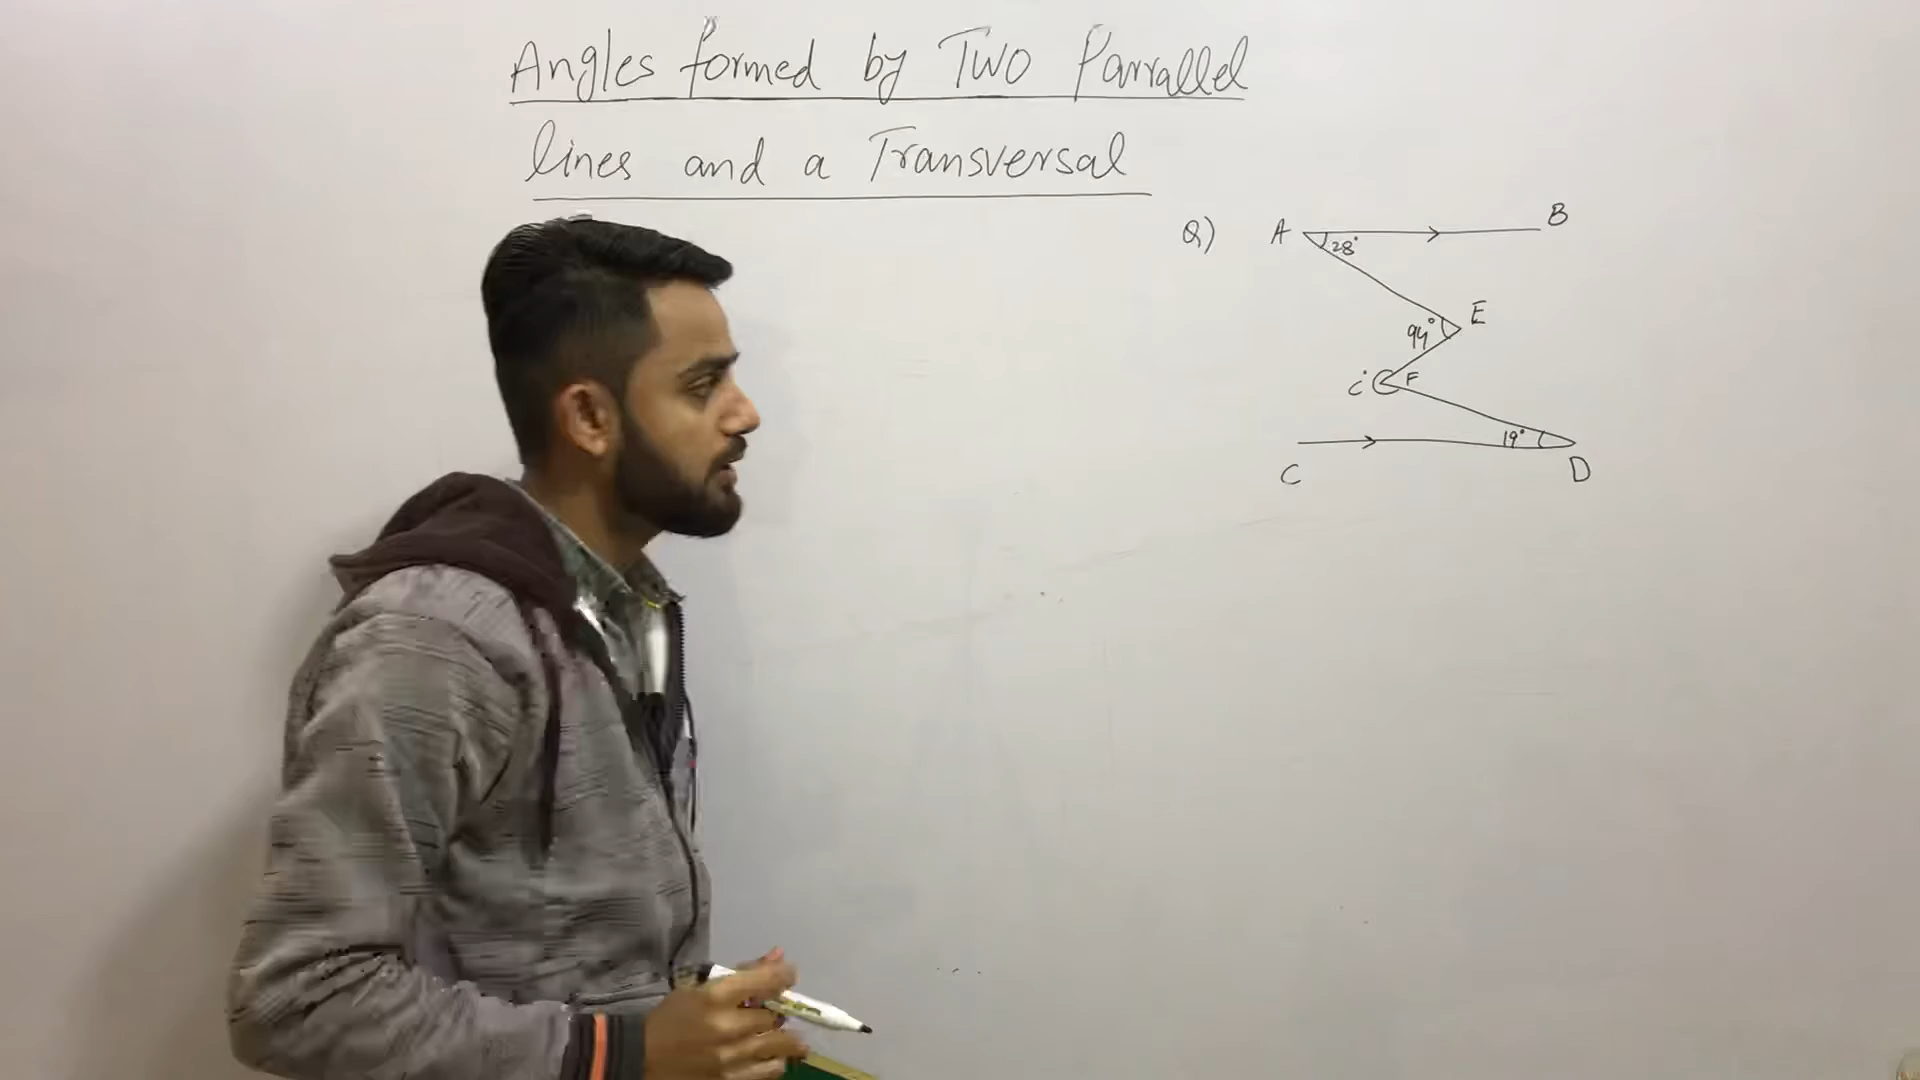 Angles formed by Two Parralled
lines and a Transversal
Q) A B
28°
E
94°
i F
19°
C D